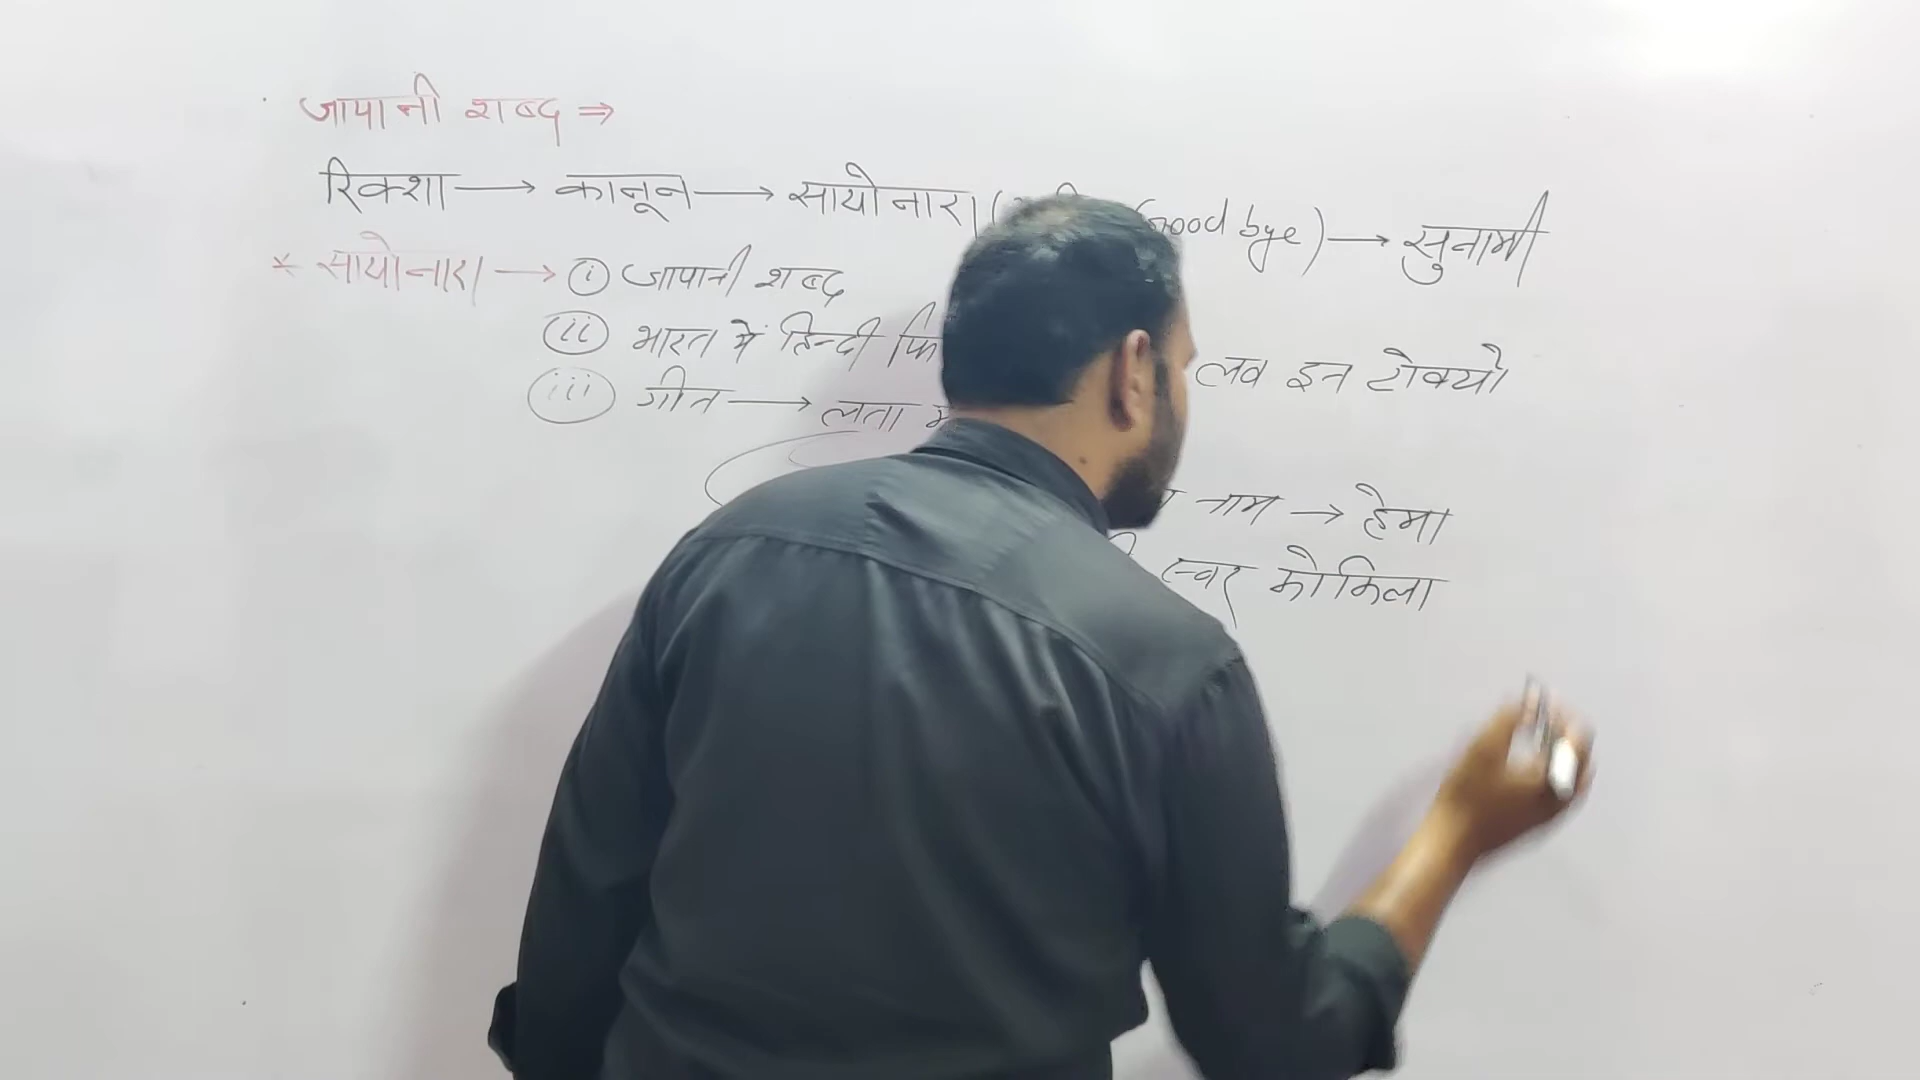 जापानी शब्द ⇒
रिक्शा → कानून → सायोनारा ( Good bye) → सुनामी
* सायोनारा → (i) जापानी शब्द
(ii) भारत में हिन्दी लव इन टोक्यो
(iii) गीत → लता
नाम → हेमा
स्वर कोकिला